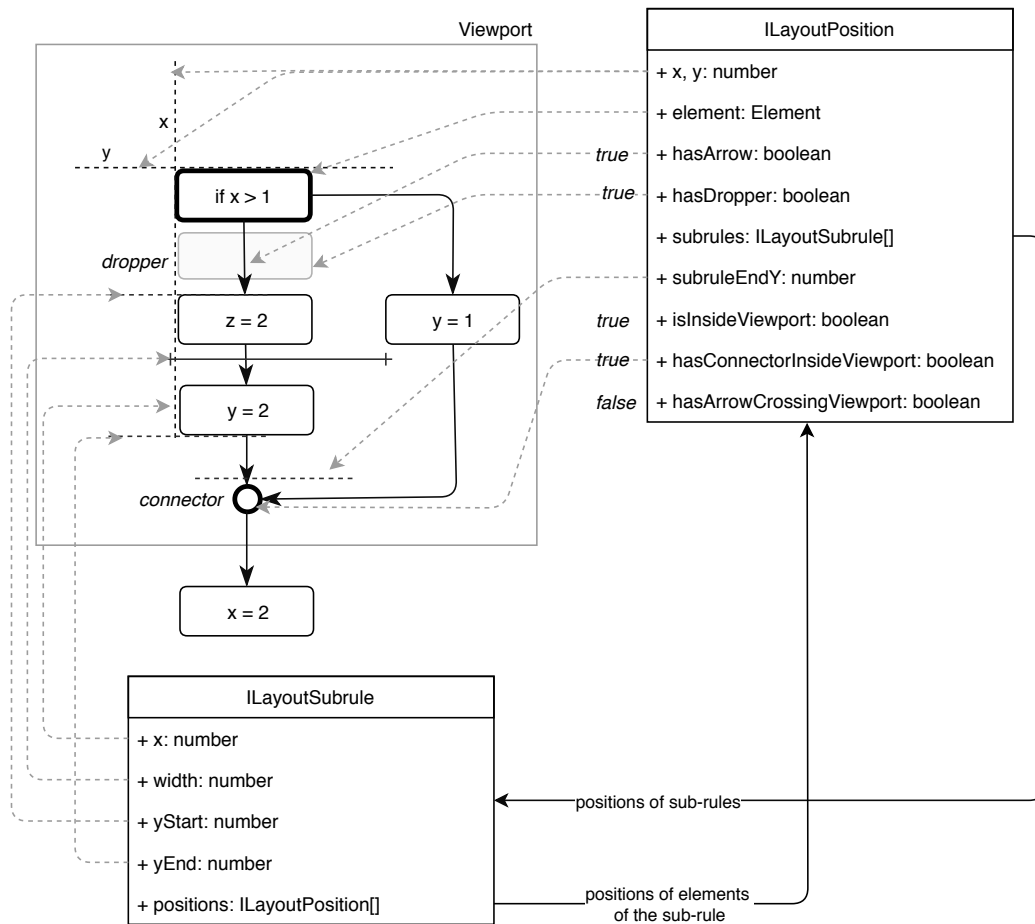 Viewport
ILayoutPosition
+ x, y: number
+ element: Element
true
+ hasArrow: boolean
true
+ hasDropper: boolean
+ subrules: ILayoutSubrule[]
+ subruleEndY: number
true
+ isInsideViewport: boolean
true
+ hasConnectorInsideViewport: boolean
false
+ hasArrowCrossingViewport: boolean
x
y
if x > 1
dropper
z = 2
y = 1
y = 2
connector
x = 2
ILayoutSubrule
+ x: number
+ width: number
+ yStart: number
+ yEnd: number
+ positions: ILayoutPosition[]
positions of sub-rules
positions of elements
of the sub-rule